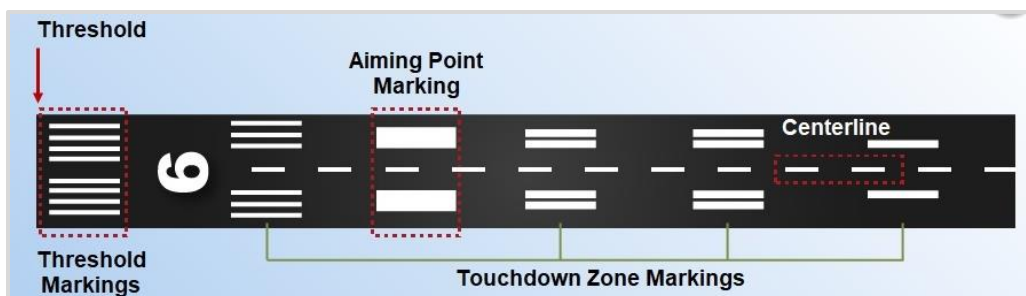 Threshold
Aiming Point
Marking
Centerline
9
Threshold
Markings
Touchdown Zone Markings